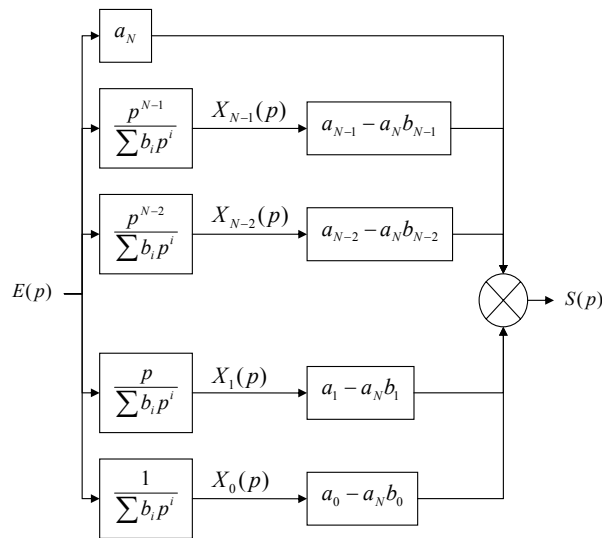 a_N
p^{N-1} / ∑ b_i p^i
X_{N-1}(p)
a_{N-1} − a_N b_{N-1}
p^{N-2} / ∑ b_i p^i
X_{N-2}(p)
a_{N-2} − a_N b_{N-2}
E(p)
S(p)
p / ∑ b_i p^i
X_1(p)
a_1 − a_N b_1
1 / ∑ b_i p^i
X_0(p)
a_0 − a_N b_0